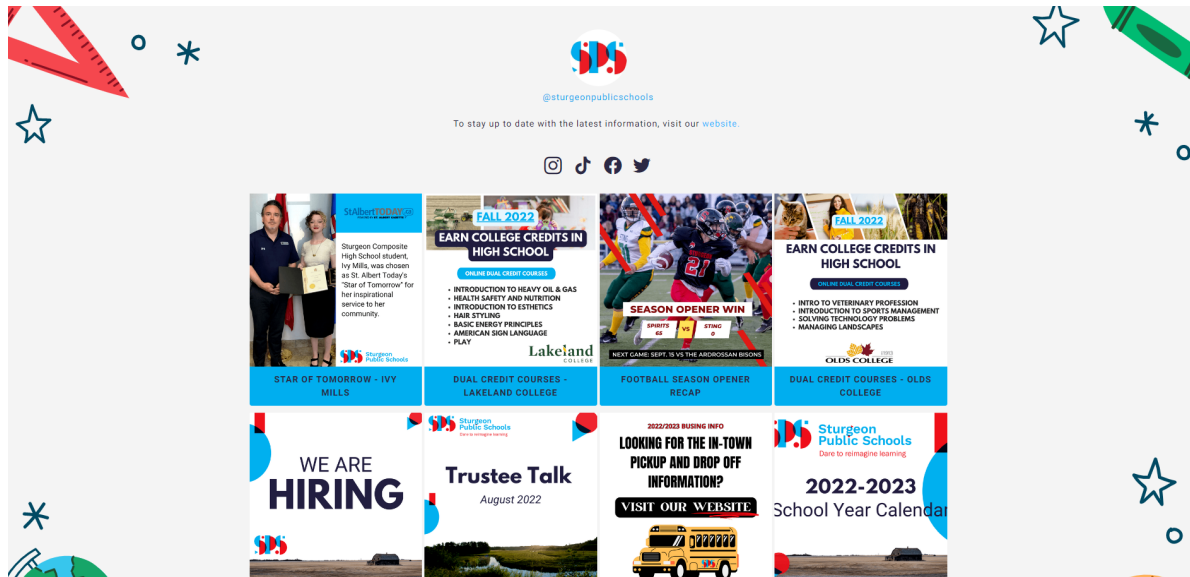 SPS
@sturgeonpublicschools
To stay up to date with the latest information, visit our website.
StAlbertTODAY.ca
Sturgeon Composite
High School student,
Ivy Mills, was chosen
as St. Albert Today's
"Star of Tomorrow" for
her inspirational
service to her
community.
SPS Sturgeon
Public Schools
STAR OF TOMORROW - IVY
MILLS
FALL 2022
EARN COLLEGE CREDITS IN
HIGH SCHOOL
ONLINE DUAL CREDIT COURSES
• INTRODUCTION TO HEAVY OIL & GAS
• HEALTH SAFETY AND NUTRITION
• INTRODUCTION TO ESTHETICS
• HAIR STYLING
• BASIC ENERGY PRINCIPLES
• AMERICAN SIGN LANGUAGE
• PLAY
Lakeland
COLLEGE
DUAL CREDIT COURSES -
LAKELAND COLLEGE
21
SEASON OPENER WIN
SPIRITS
65
VS
STING
0
NEXT GAME: SEPT. 15 VS THE ARDROSSAN BISONS
FOOTBALL SEASON OPENER
RECAP
FALL 2022
EARN COLLEGE CREDITS IN
HIGH SCHOOL
ONLINE DUAL CREDIT COURSES
• INTRO TO VETERINARY PROFESSION
• INTRODUCTION TO SPORTS MANAGEMENT
• SOLVING TECHNOLOGY PROBLEMS
• MANAGING LANDSCAPES
OLDS COLLEGE
DUAL CREDIT COURSES - OLDS
COLLEGE
WE ARE
HIRING
SPS
SPS Sturgeon
Public Schools
Dare to reimagine learning
Trustee Talk
August 2022
2022/2023 BUSING INFO
LOOKING FOR THE IN-TOWN
PICKUP AND DROP OFF
INFORMATION?
VISIT OUR WEBSITE
SPS
SPS Sturgeon
Public Schools
Dare to reimagine learning
2022-2023
School Year Calendar